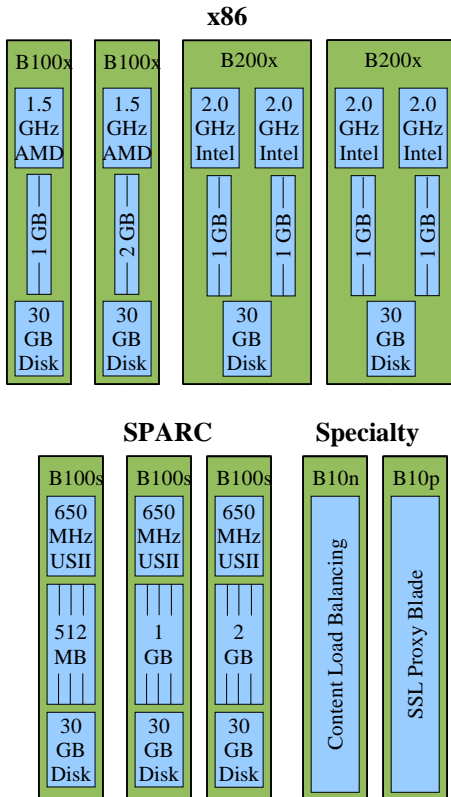 x86
B100x
1.5
GHz
AMD
1 GB
30
GB
Disk
B100x
1.5
GHz
AMD
2 GB
30
GB
Disk
B200x
2.0
GHz
Intel
2.0
GHz
Intel
1 GB
1 GB
30
GB
Disk
B200x
2.0
GHz
Intel
2.0
GHz
Intel
1 GB
1 GB
30
GB
Disk
SPARC
B100s
650
MHz
USII
512
MB
30
GB
Disk
B100s
650
MHz
USII
1
GB
30
GB
Disk
B100s
650
MHz
USII
2
GB
30
GB
Disk
Specialty
B10n
Content Load Balancing
B10p
SSL Proxy Blade